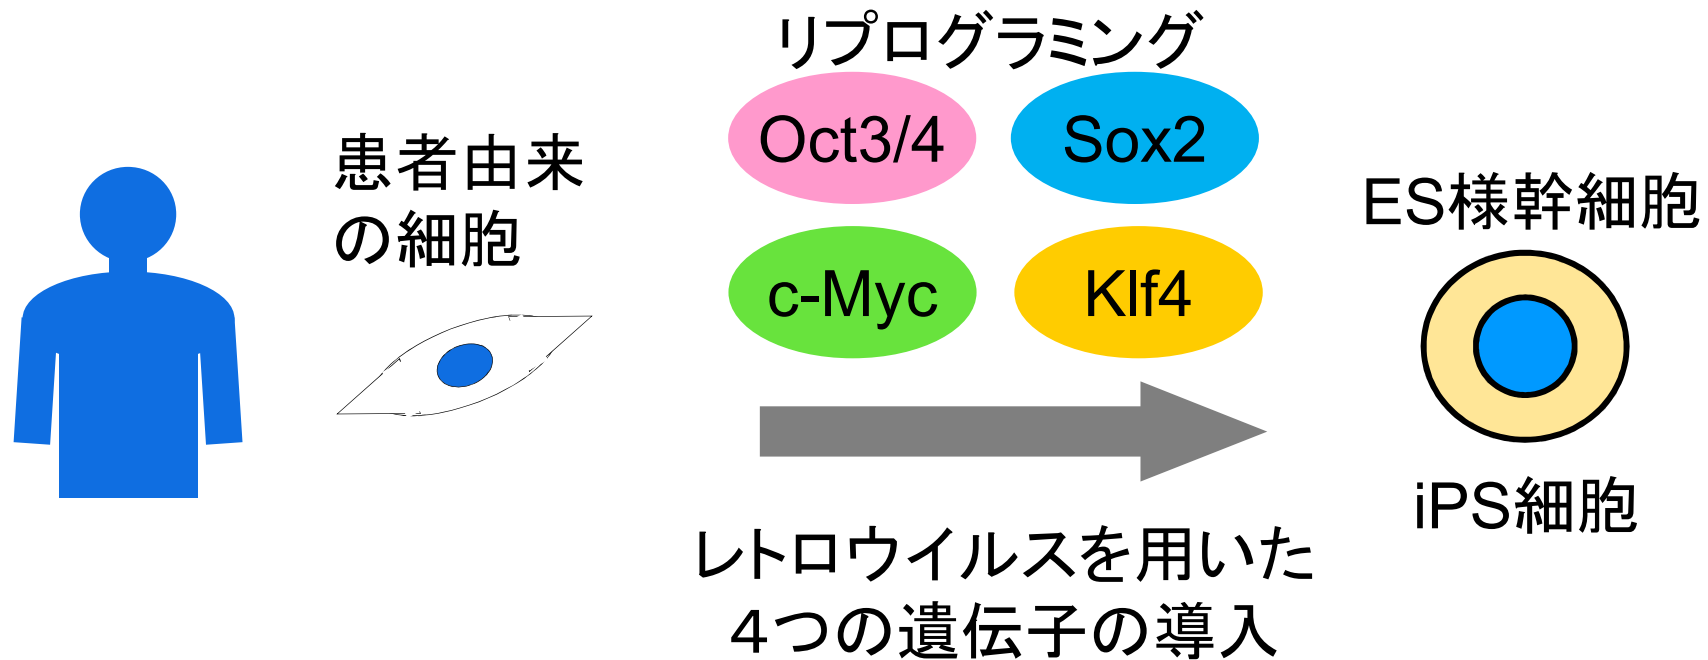 リプログラミング
患者由来
の細胞
Oct3/4
Sox2
c-Myc
Klf4
レトロウイルスを用いた
4つの遺伝子の導入
ES様幹細胞
iPS細胞